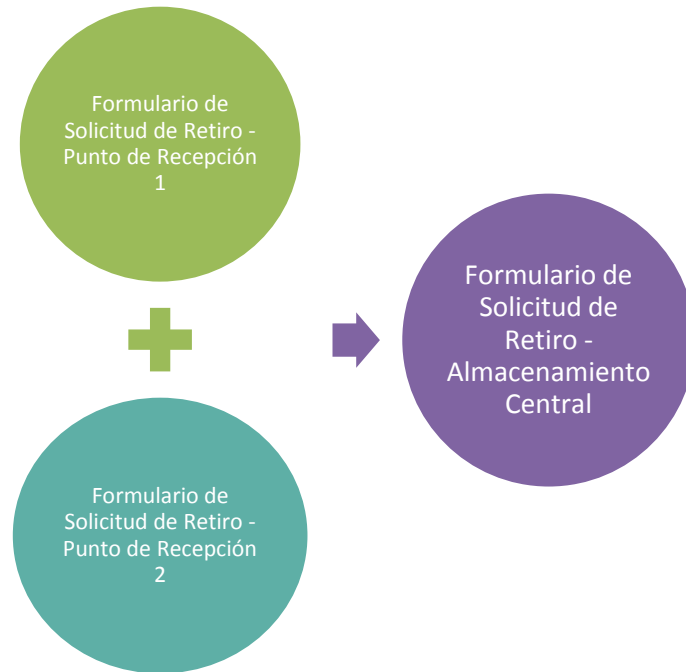 Formulario de
Solicitud de Retiro -
Punto de Recepción
1
Formulario de
Solicitud de Retiro -
Punto de Recepción
2
Formulario de
Solicitud de
Retiro -
Almacenamiento
Central